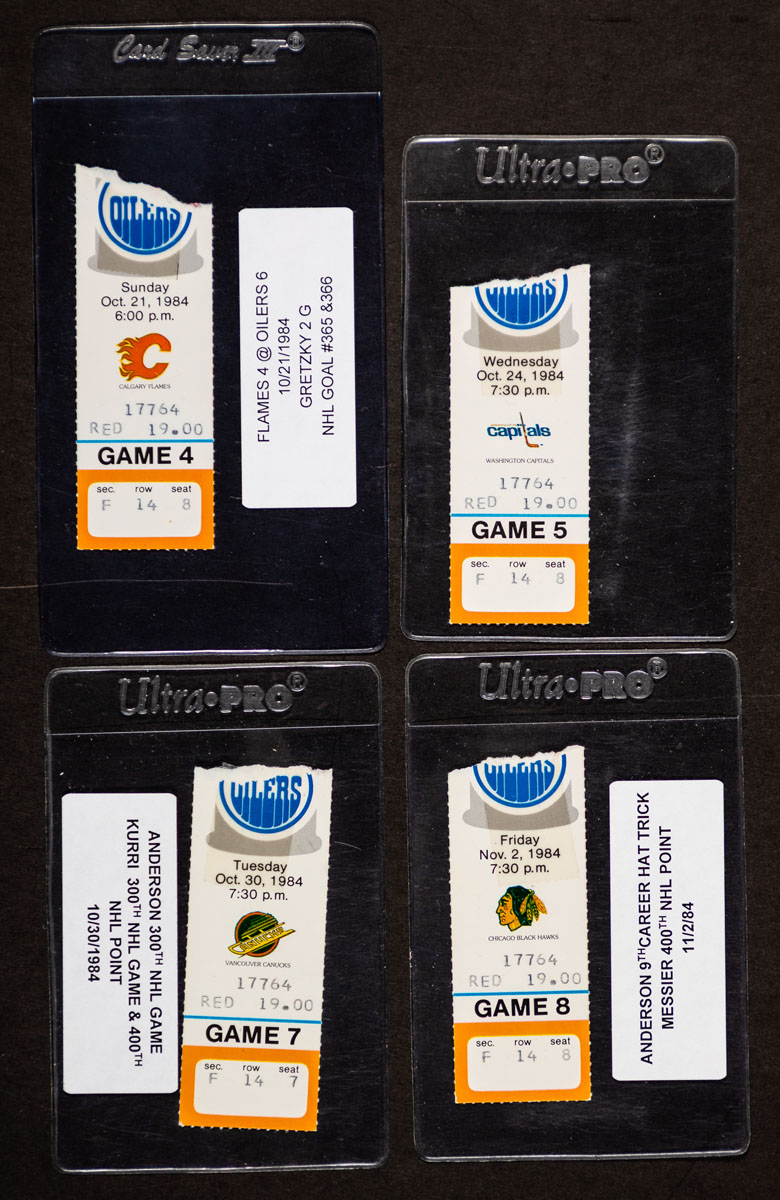 Card Saver III®
OILERS
Sunday
Oct. 21, 1984
6:00 p.m.
C
CALGARY FLAMES
17764
RED 19.00
GAME 4
sec. row seat
F 14 8
FLAMES 4 @ OILERS 6
10/21/1984
GRETZKY 2 G
NHL GOAL #365 &366
Ultra•PRO®
OILERS
Wednesday
Oct. 24, 1984
7:30 p.m.
capitals
WASHINGTON CAPITALS
17764
RED 19.00
GAME 5
sec. row seat
F 14 8
Ultra•PRO®
ANDERSON 300TH NHL GAME
KURRI 300TH NHL GAME & 400TH
NHL POINT
10/30/1984
OILERS
Tuesday
Oct. 30, 1984
7:30 p.m.
VANCOUVER CANUCKS
17764
RED 19.00
GAME 7
sec. row seat
F 14 7
Ultra•PRO®
OILERS
Friday
Nov. 2, 1984
7:30 p.m.
CHICAGO BLACK HAWKS
17764
RED 19.00
GAME 8
sec. row seat
F 14 8
ANDERSON 9THCAREER HAT TRICK
MESSIER 400TH NHL POINT
11/2/84